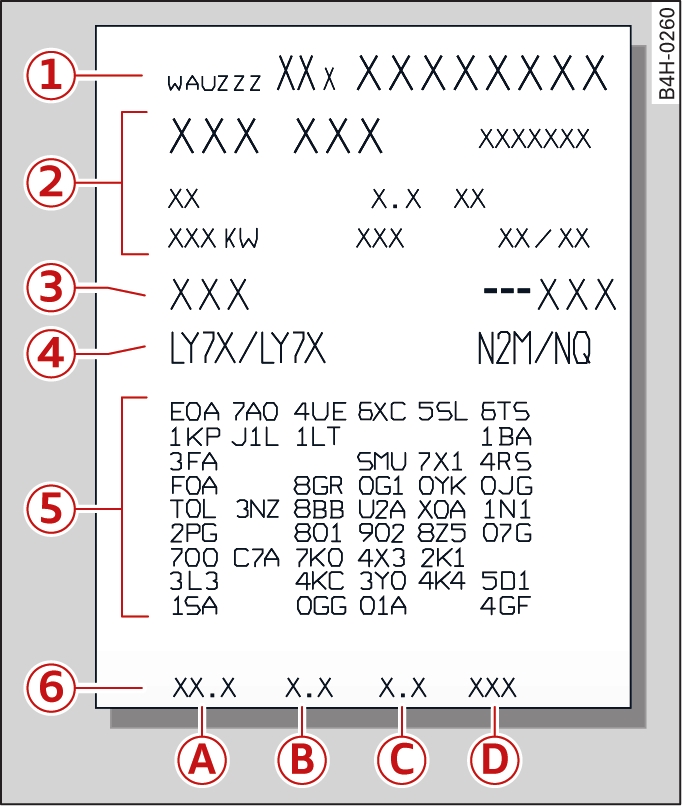 B4H-0260
1 WAUZZZ XX X XXXXXXXX
XXX XXX XXXXXXX
2
XX X.X XX
XXX KW XXX XX/XX
3 XXX ---XXX
4 LY7X/LY7X N2M/NQ
E0A 7A0 4UE 6XC 5SL 6TS
1KP J1L 1LT 1BA
3FA SMU 7X1 4RS
F0A 8GR 0G1 0YK 0JG
5 T0L 3NZ 8BB U2A X0A 1N1
2PG 801 902 8Z5 07G
700 C7A 7K0 4X3 2K1
3L3 4KC 3Y0 4K4 5D1
1SA 0GG 01A 4GF
6 XX.X X.X X.X XXX
A B C D